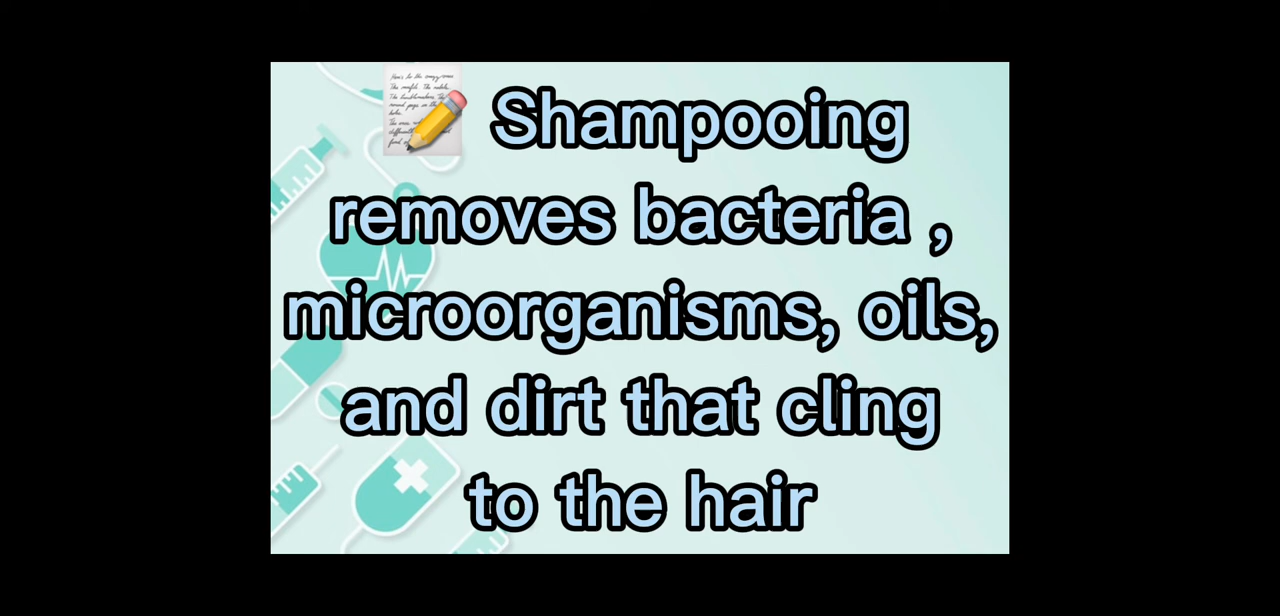 📝 Shampooing
removes bacteria ,
microorganisms, oils,
and dirt that cling
to the hair